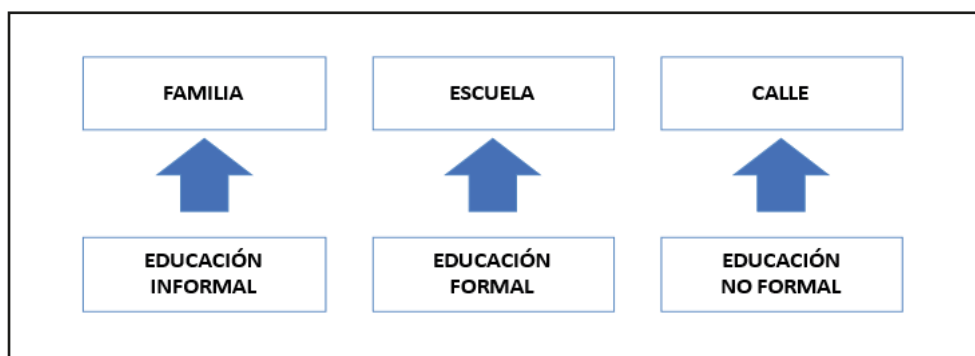 FAMILIA
ESCUELA
CALLE
EDUCACIÓN
INFORMAL
EDUCACIÓN
FORMAL
EDUCACIÓN
NO FORMAL